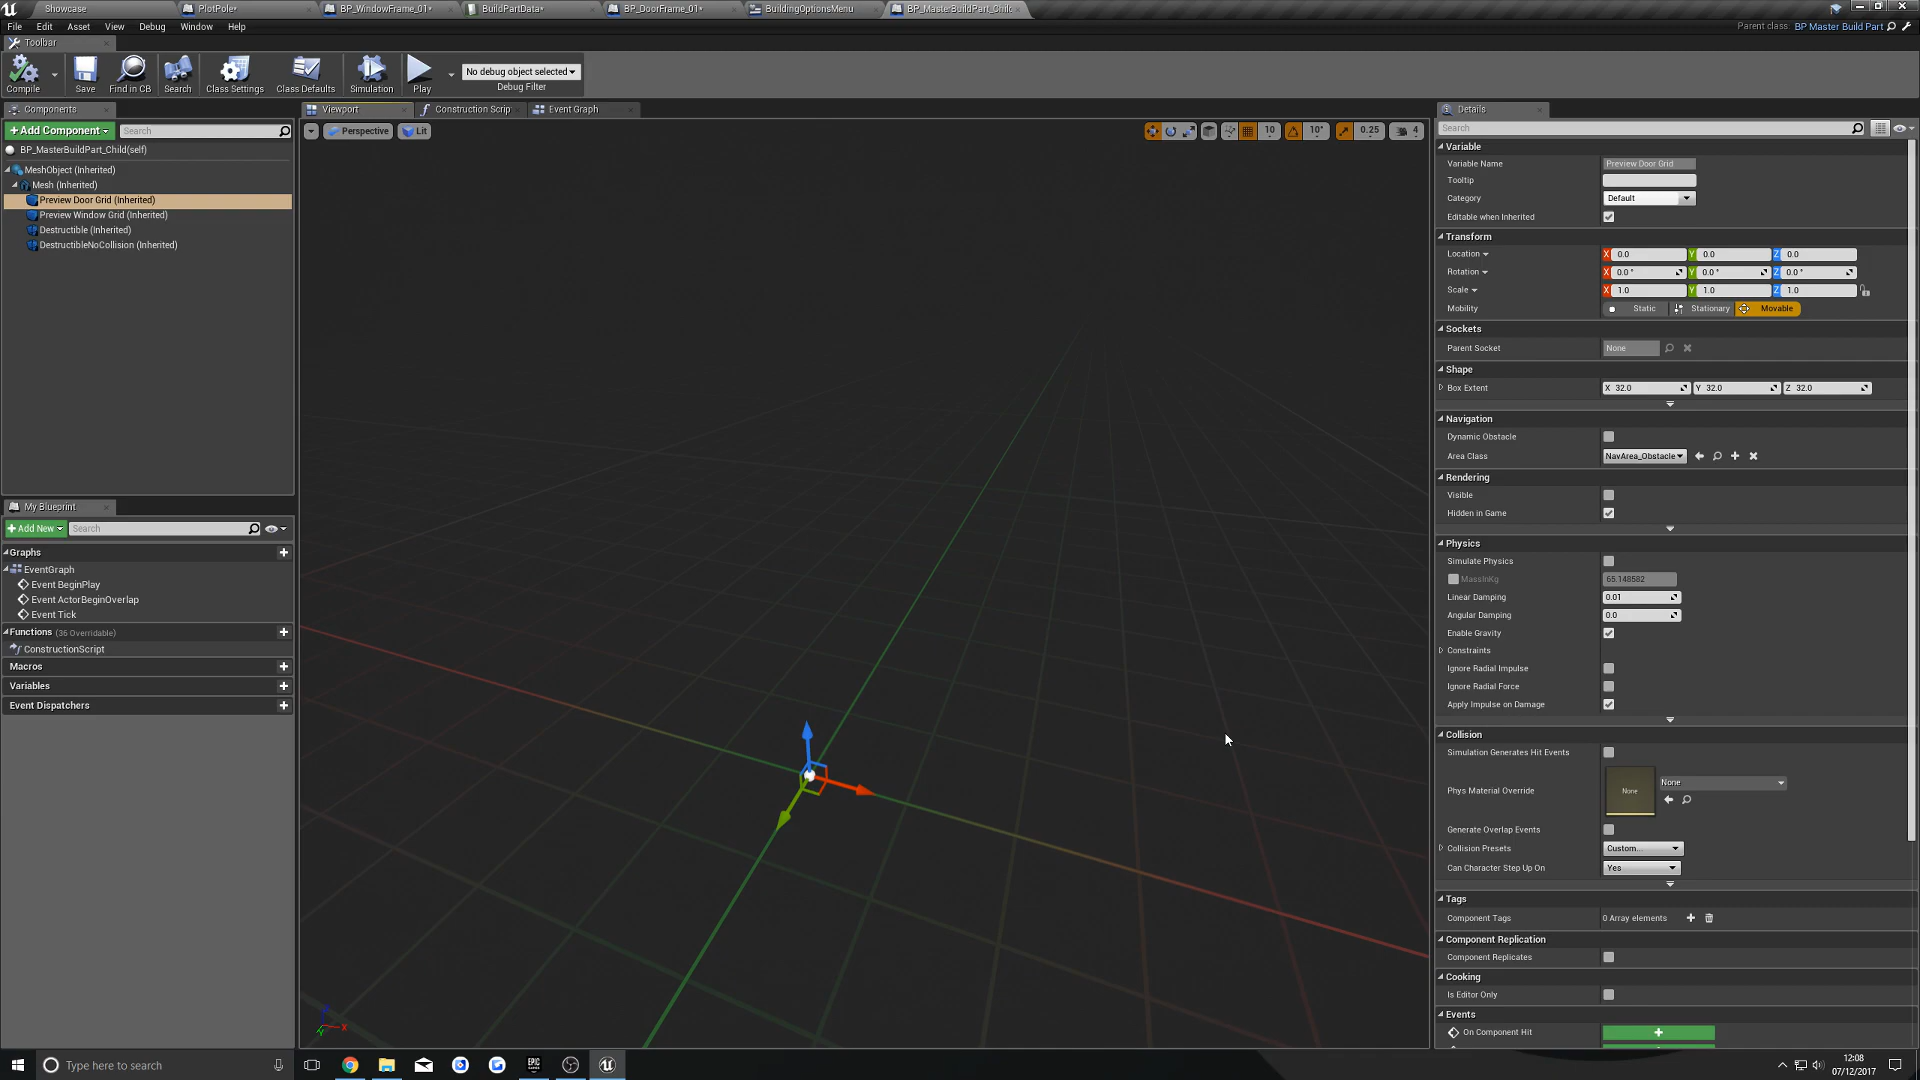 Showcase
PlotPole*
BP_WindowFrame_01*
BuildPartData*
BP_DoorFrame_01*
BuildingOptionsMenu
BP_MasterBuildPart_Child
File Edit Asset View Debug Window Help
Parent class: BP Master Build Part
Toolbar
Compile
Save
Find in CB
Search
Class Settings
Class Defaults
Simulation
Play
No debug object selected
Debug Filter
Components
+Add Component
Search
BP_MasterBuildPart_Child(self)
MeshObject (Inherited)
Mesh (Inherited)
Preview Door Grid (Inherited)
Preview Window Grid (Inherited)
Destructible (Inherited)
DestructibleNoCollision (Inherited)
My Blueprint
+Add New
Search
Graphs
EventGraph
Event BeginPlay
Event ActorBeginOverlap
Event Tick
Functions (36 Overridable)
ConstructionScript
Macros
Variables
Event Dispatchers
Viewport
Construction Scrip
Event Graph
Perspective
Lit
10
10°
0.25
4
X
Y
Details
Search
Variable
Variable Name Preview Door Grid
Tooltip
Category Default
Editable when Inherited
Transform
Location X 0.0 Y 0.0 Z 0.0
Rotation X 0.0 ° Y 0.0 ° Z 0.0 °
Scale X 1.0 Y 1.0 Z 1.0
Mobility Static Stationary Movable
Sockets
Parent Socket None
Shape
Box Extent X 32.0 Y 32.0 Z 32.0
Navigation
Dynamic Obstacle
Area Class NavArea_Obstacle
Rendering
Visible
Hidden in Game
Physics
Simulate Physics
MassInKg 65.148582
Linear Damping 0.01
Angular Damping 0.0
Enable Gravity
Constraints
Ignore Radial Impulse
Ignore Radial Force
Apply Impulse on Damage
Collision
Simulation Generates Hit Events
Phys Material Override None None
Generate Overlap Events
Collision Presets Custom...
Can Character Step Up On Yes
Tags
Component Tags 0 Array elements
Component Replication
Component Replicates
Cooking
Is Editor Only
Events
On Component Hit
Type here to search
EPIC
12:08
07/12/2017